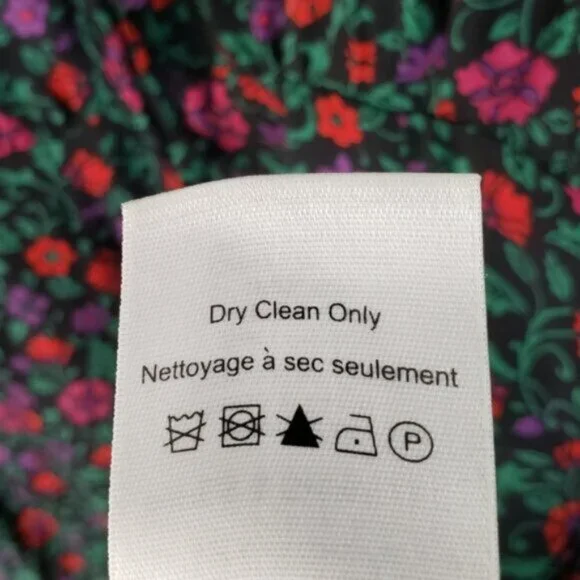 Dry Clean Only
Nettoyage à sec seulement
P